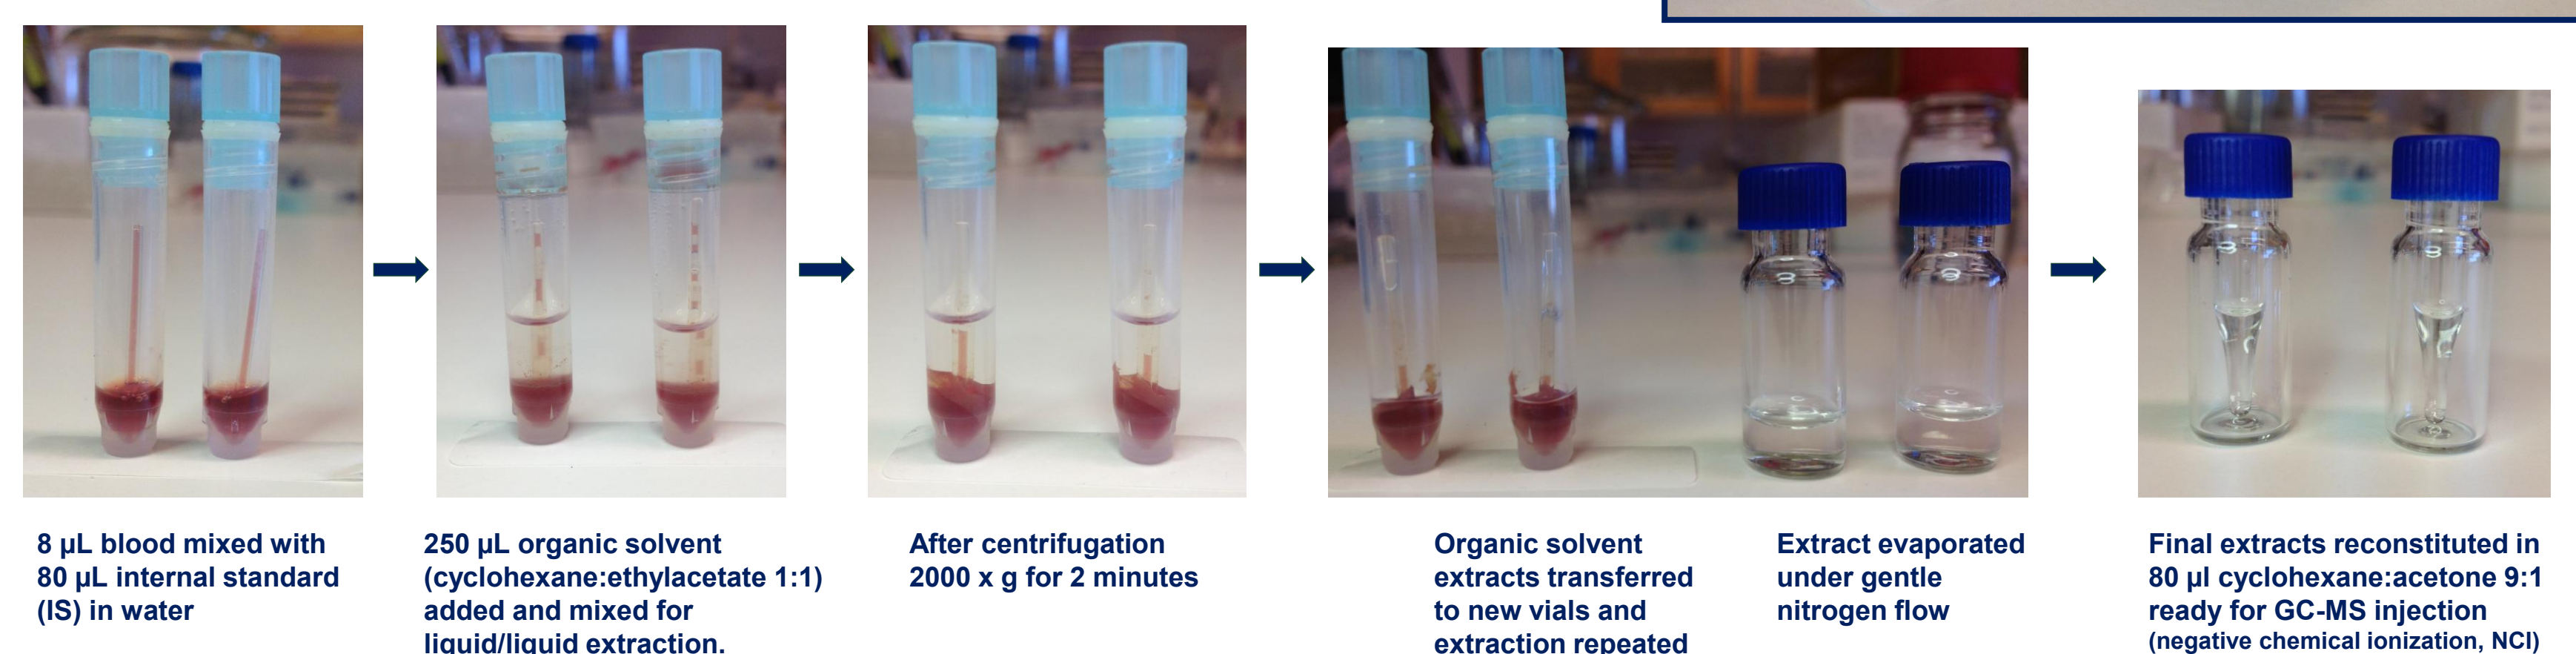 8 µL blood mixed with
80 µL internal standard
(IS) in water
250 µL organic solvent
(cyclohexane:ethylacetate 1:1)
added and mixed for
liquid/liquid extraction.
After centrifugation
2000 x g for 2 minutes
Organic solvent
extracts transferred
to new vials and
extraction repeated
Extract evaporated
under gentle
nitrogen flow
Final extracts reconstituted in
80 µl cyclohexane:acetone 9:1
ready for GC-MS injection
(negative chemical ionization, NCI)